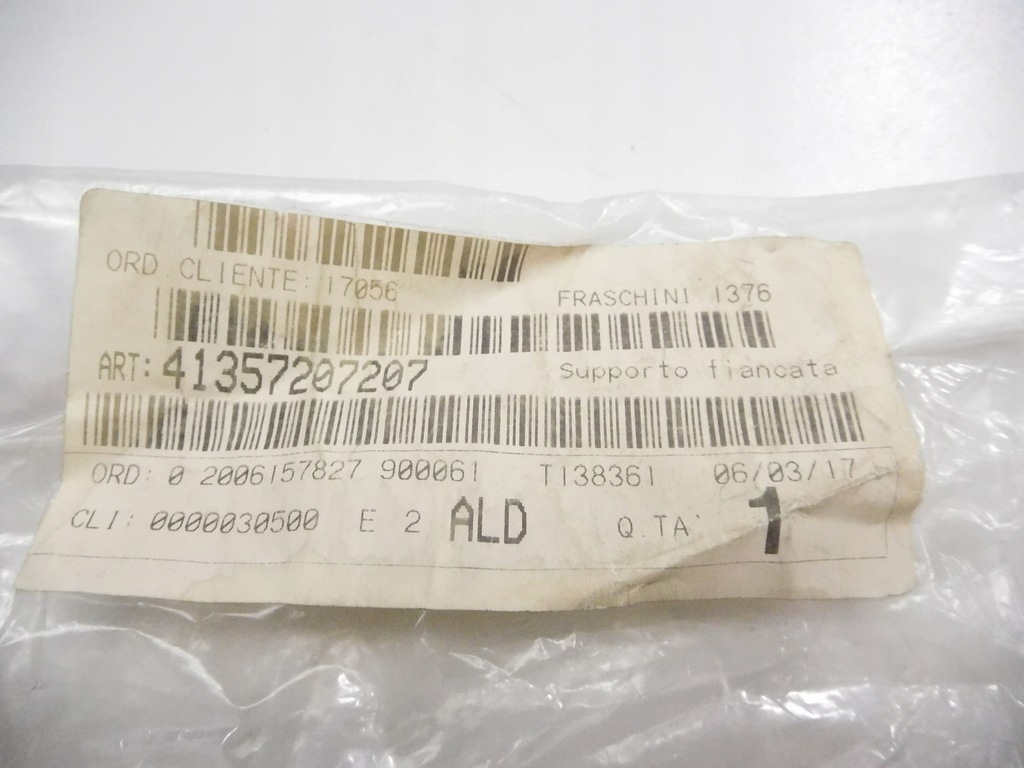 ORD CLIENTE: 17056
FRASCHINI 1376
ART: 41357207207
Supporto fiancata
ORD: 0 2006157827 900061 T138361 06/03/17
CLI: 0000030500 E 2 ALD Q.TA: 1